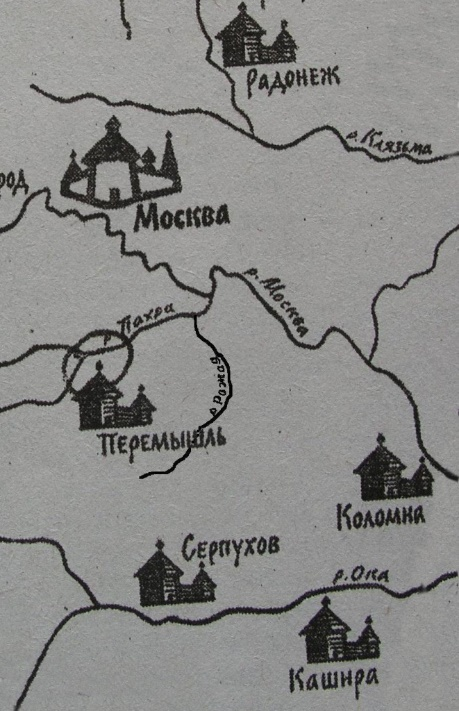 Радонеж
р. Клязьма
род
Москва
р. Москва
р. Пахра
р. Рожая
Перемышль
Коломна
Серпухов
р. Ока
Кашира